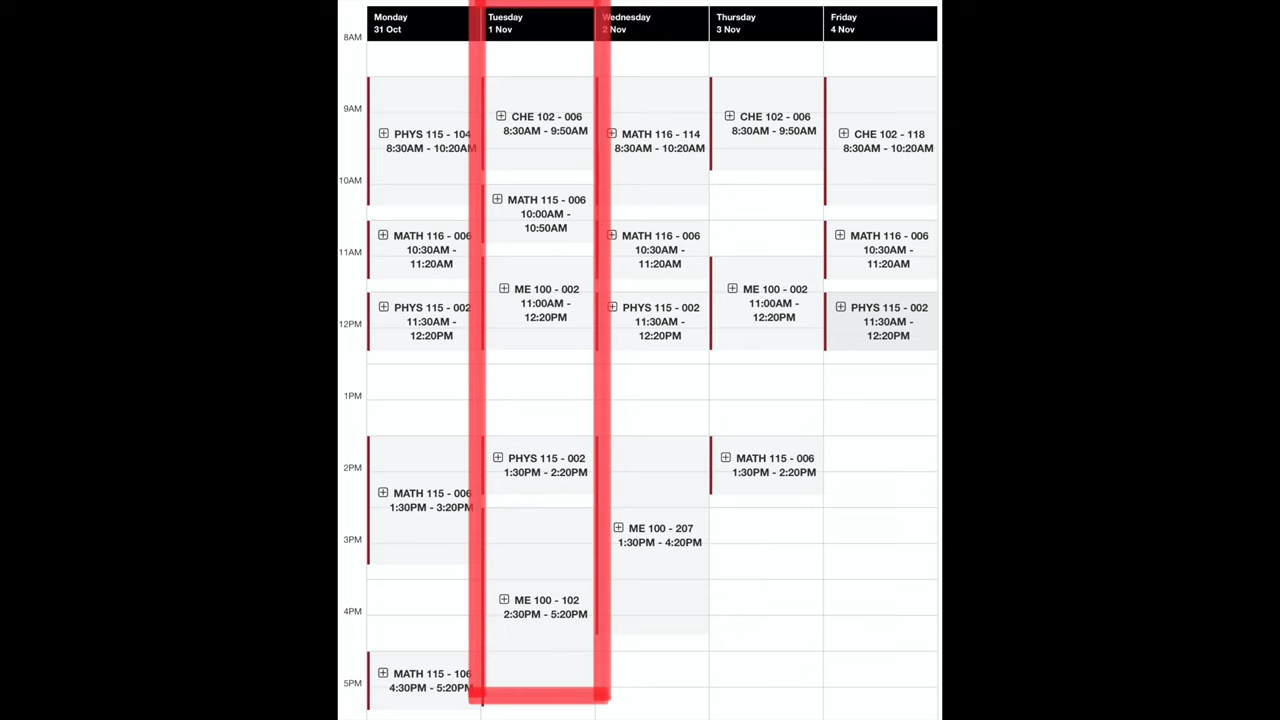 Monday
31 Oct
Tuesday
1 Nov
Wednesday
2 Nov
Thursday
3 Nov
Friday
4 Nov
8AM
9AM
10AM
11AM
12PM
1PM
2PM
3PM
4PM
5PM
PHYS 115 - 104
8:30AM - 10:20AM
MATH 116 - 006
10:30AM -
11:20AM
PHYS 115 - 002
11:30AM -
12:20PM
MATH 115 - 006
1:30PM - 3:20PM
MATH 115 - 106
4:30PM - 5:20PM
CHE 102 - 006
8:30AM - 9:50AM
MATH 115 - 006
10:00AM -
10:50AM
ME 100 - 002
11:00AM -
12:20PM
PHYS 115 - 002
1:30PM - 2:20PM
ME 100 - 102
2:30PM - 5:20PM
MATH 116 - 114
8:30AM - 10:20AM
MATH 116 - 006
10:30AM -
11:20AM
PHYS 115 - 002
11:30AM -
12:20PM
ME 100 - 207
1:30PM - 4:20PM
CHE 102 - 006
8:30AM - 9:50AM
ME 100 - 002
11:00AM -
12:20PM
MATH 115 - 006
1:30PM - 2:20PM
CHE 102 - 118
8:30AM - 10:20AM
MATH 116 - 006
10:30AM -
11:20AM
PHYS 115 - 002
11:30AM -
12:20PM